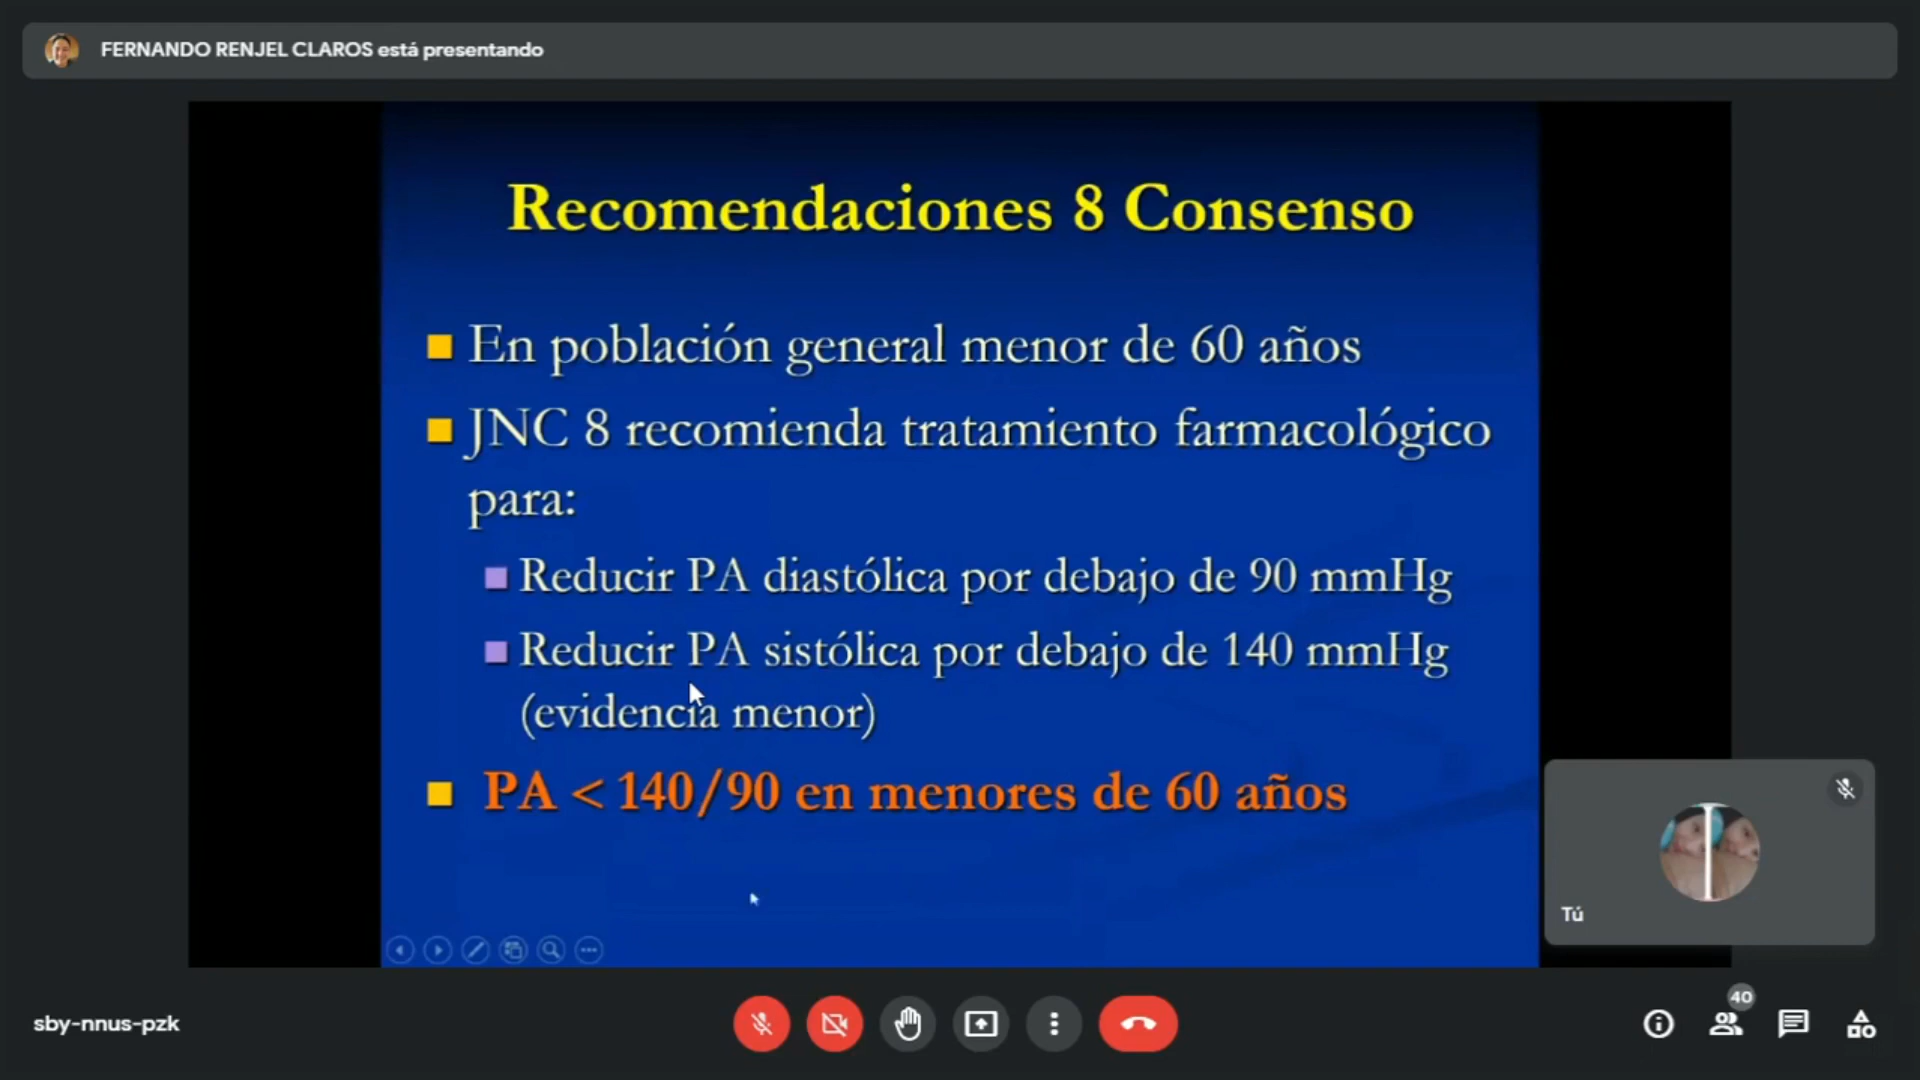 FERNANDO RENJEL CLAROS está presentando
Recomendaciones 8 Consenso
En población general menor de 60 años
JNC 8 recomienda tratamiento farmacológico
para:
Reducir PA diastólica por debajo de 90 mmHg
Reducir PA sistólica por debajo de 140 mmHg
(evidencia menor)
PA < 140/90 en menores de 60 años
Tú
sby-nnus-pzk
40